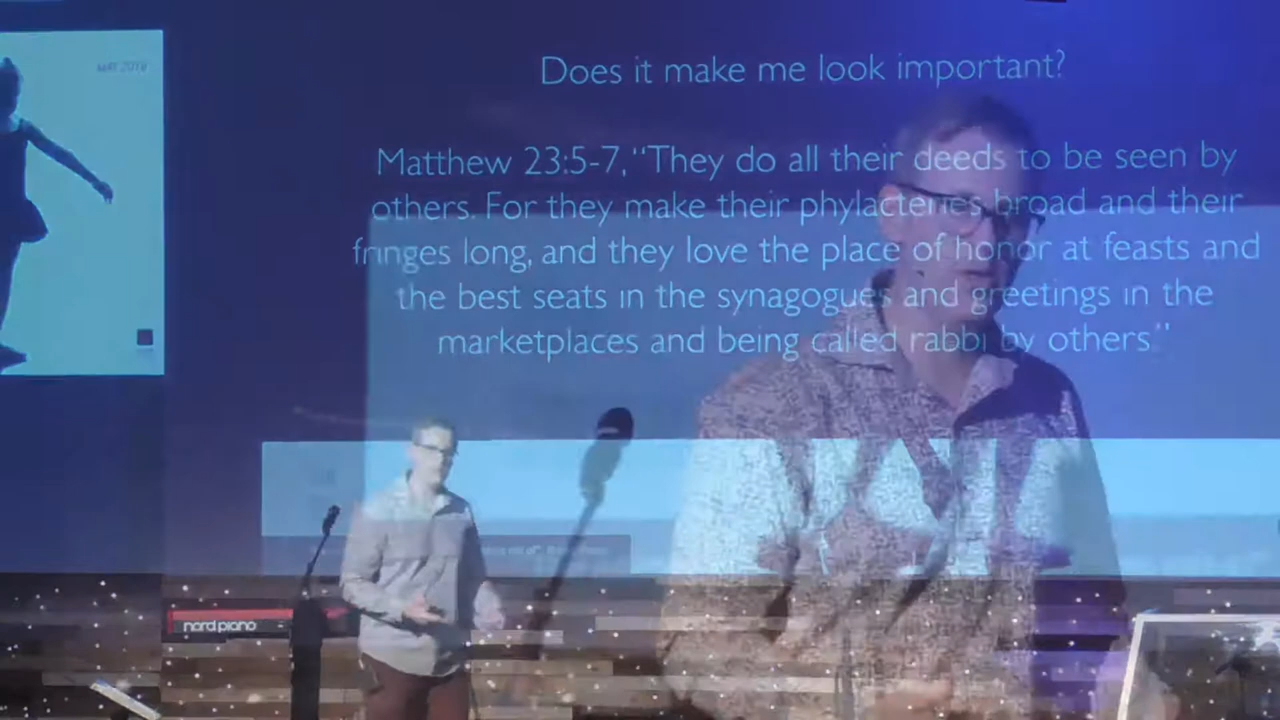 MAY 2019
Does it make me look important?
Matthew 23:5-7, “They do all their deeds to be seen by
others. For they make their phylacteries broad and their
fringes long, and they love the place of honor at feasts and
the best seats in the synagogues and greetings in the
marketplaces and being called rabbi by others.”
nord piano